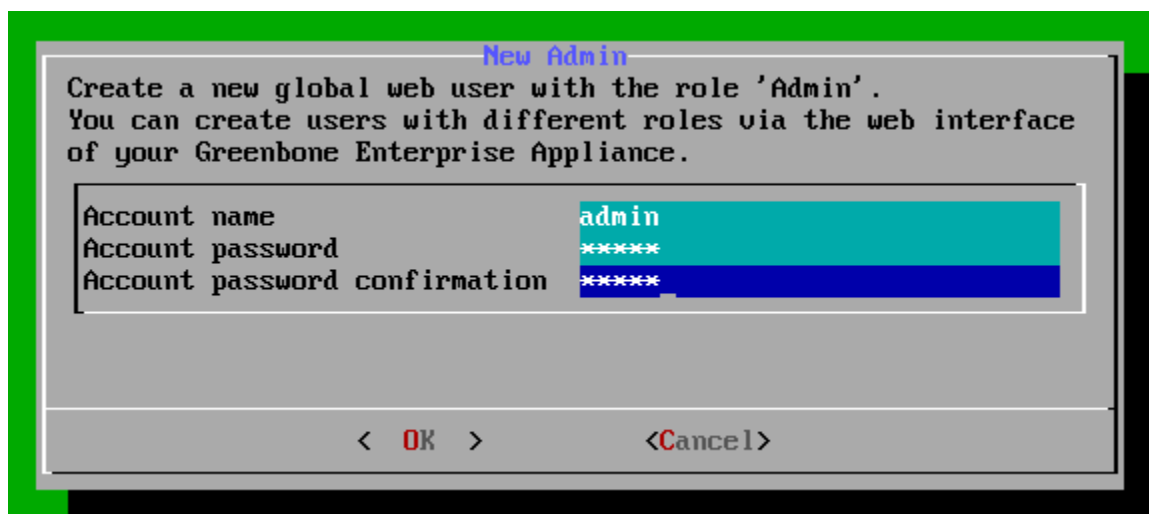 New Admin
Create a new global web user with the role 'Admin'.
You can create users with different roles via the web interface
of your Greenbone Enterprise Appliance.
Account name admin
Account password *****
Account password confirmation *****_
< OK > <Cancel>